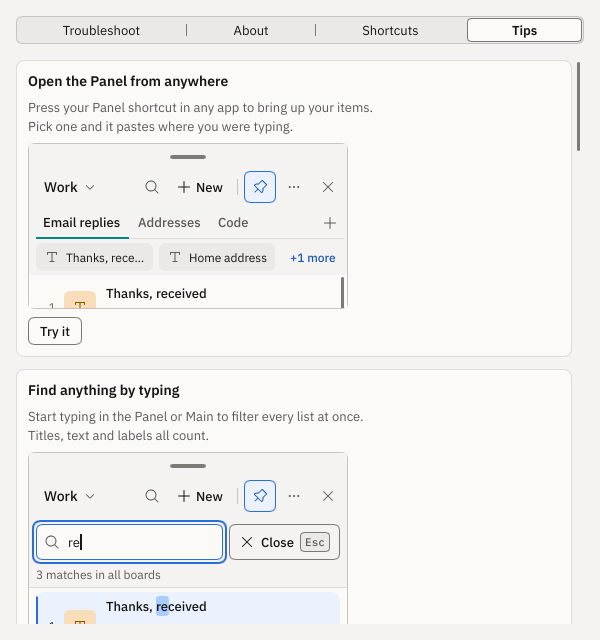 Troubleshoot About Shortcuts Tips
Open the Panel from anywhere
Press your Panel shortcut in any app to bring up your items.
Pick one and it pastes where you were typing.
Work New
Email replies Addresses Code
T Thanks, rece... T Home address +1 more
Thanks, received
1 T
Try it
Find anything by typing
Start typing in the Panel or Main to filter every list at once.
Titles, text and labels all count.
Work New
re Close Esc
3 matches in all boards
Thanks, received
1 T